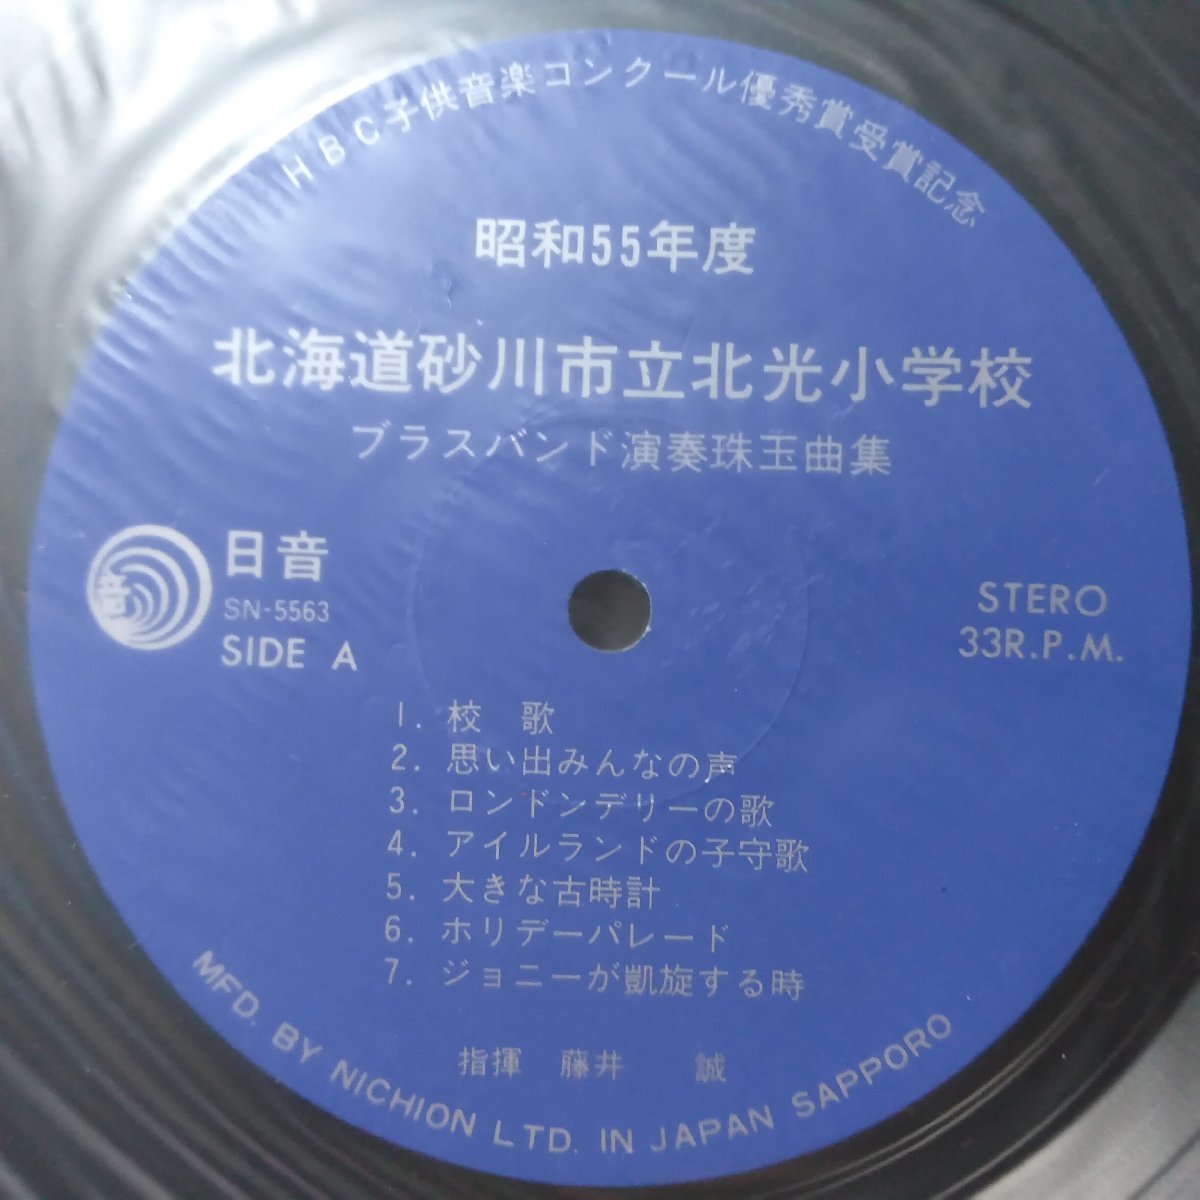 HBC子供音楽コンクール優秀賞受賞記念
昭和55年度
北海道砂川市立北光小学校
ブラスバンド演奏珠玉曲集
音
日音
SN-5563
SIDE A
STERO
33R.P.M.
1. 校　歌
2. 思い出みんなの声
3. ロンドンデリーの歌
4. アイルランドの子守歌
5. 大きな古時計
6. ホリデーパレード
7. ジョニーが凱旋する時
指揮　藤井　誠
MFD. BY NICHION LTD. IN JAPAN SAPPORO